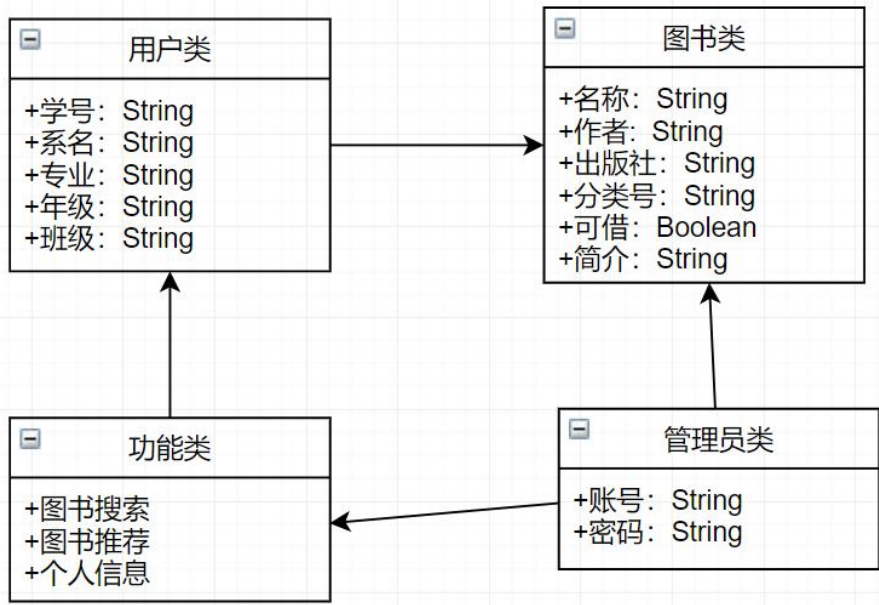 用户类
+学号：String
+系名：String
+专业：String
+年级：String
+班级：String
图书类
+名称：String
+作者：String
+出版社：String
+分类号：String
+可借：Boolean
+简介：String
功能类
+图书搜索
+图书推荐
+个人信息
管理员类
+账号：String
+密码：String